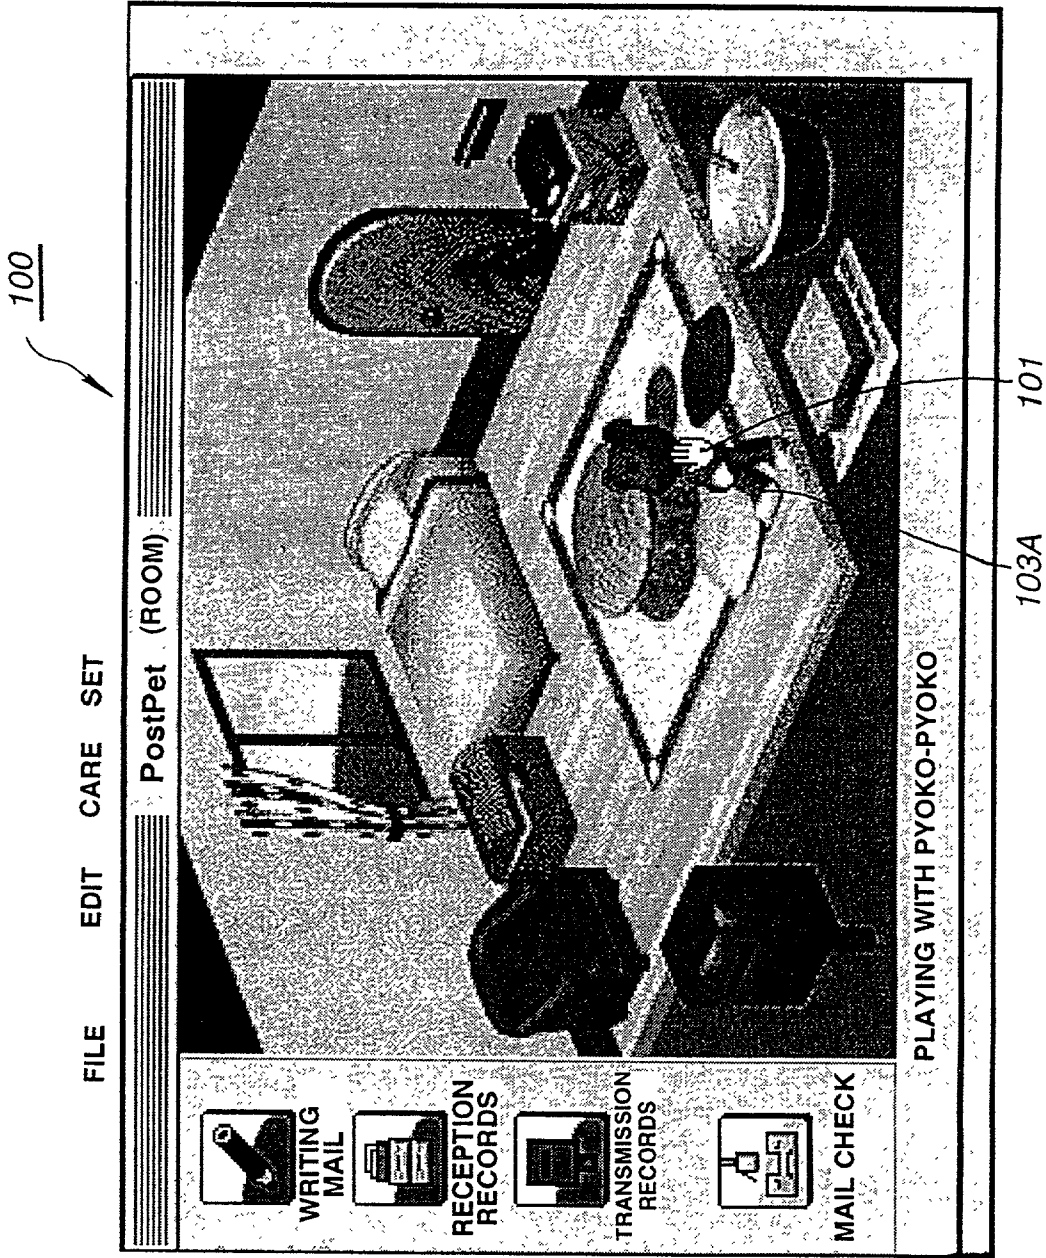 100
FILE EDIT CARE SET
PostPet (ROOM)
WRITING
MAIL
RECEPTION
RECORDS
TRANSMISSION
RECORDS
MAIL CHECK
PLAYING WITH PYOKO-PYOKO
101
103A